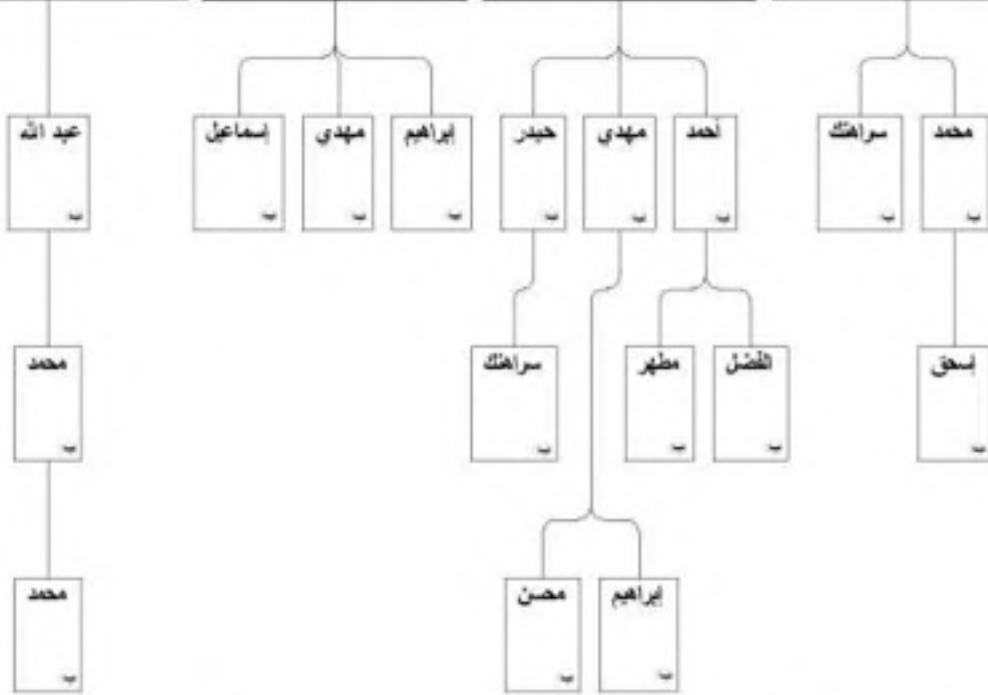 محمد
ب
سراهنك
ب
أحمد
ب
مهدي
ب
حيدر
ب
إبراهيم
ب
مهدي
ب
إسماعيل
ب
عبد الله
ب
إسحق
ب
الفضل
ب
مطهر
ب
سراهنك
ب
محمد
ب
إبراهيم
ب
محسن
ب
محمد
ب